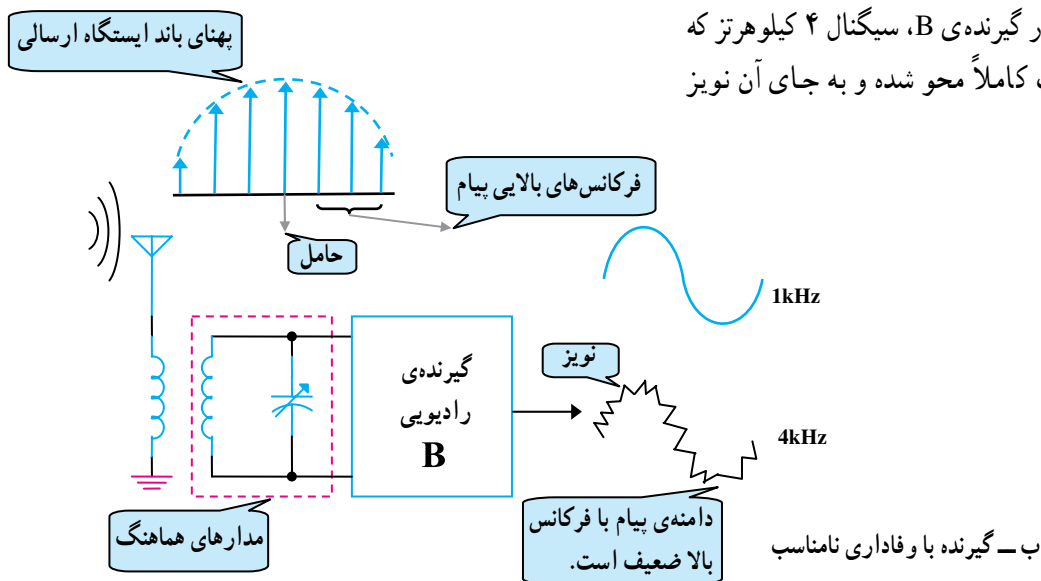 ر گیرنده‌ی B، سیگنال ۴ کیلوهرتز که
کاملاً محو شده و به جای آن نویز
پهنای باند ایستگاه ارسالی
فرکانس‌های بالایی پیام
حامل
1kHz
گیرنده‌ی
رادیویی
B
نویز
4kHz
دامنه‌ی پیام با فرکانس
بالا ضعیف است.
مدارهای هماهنگ
ب ــ گیرنده با وفاداری نامناسب